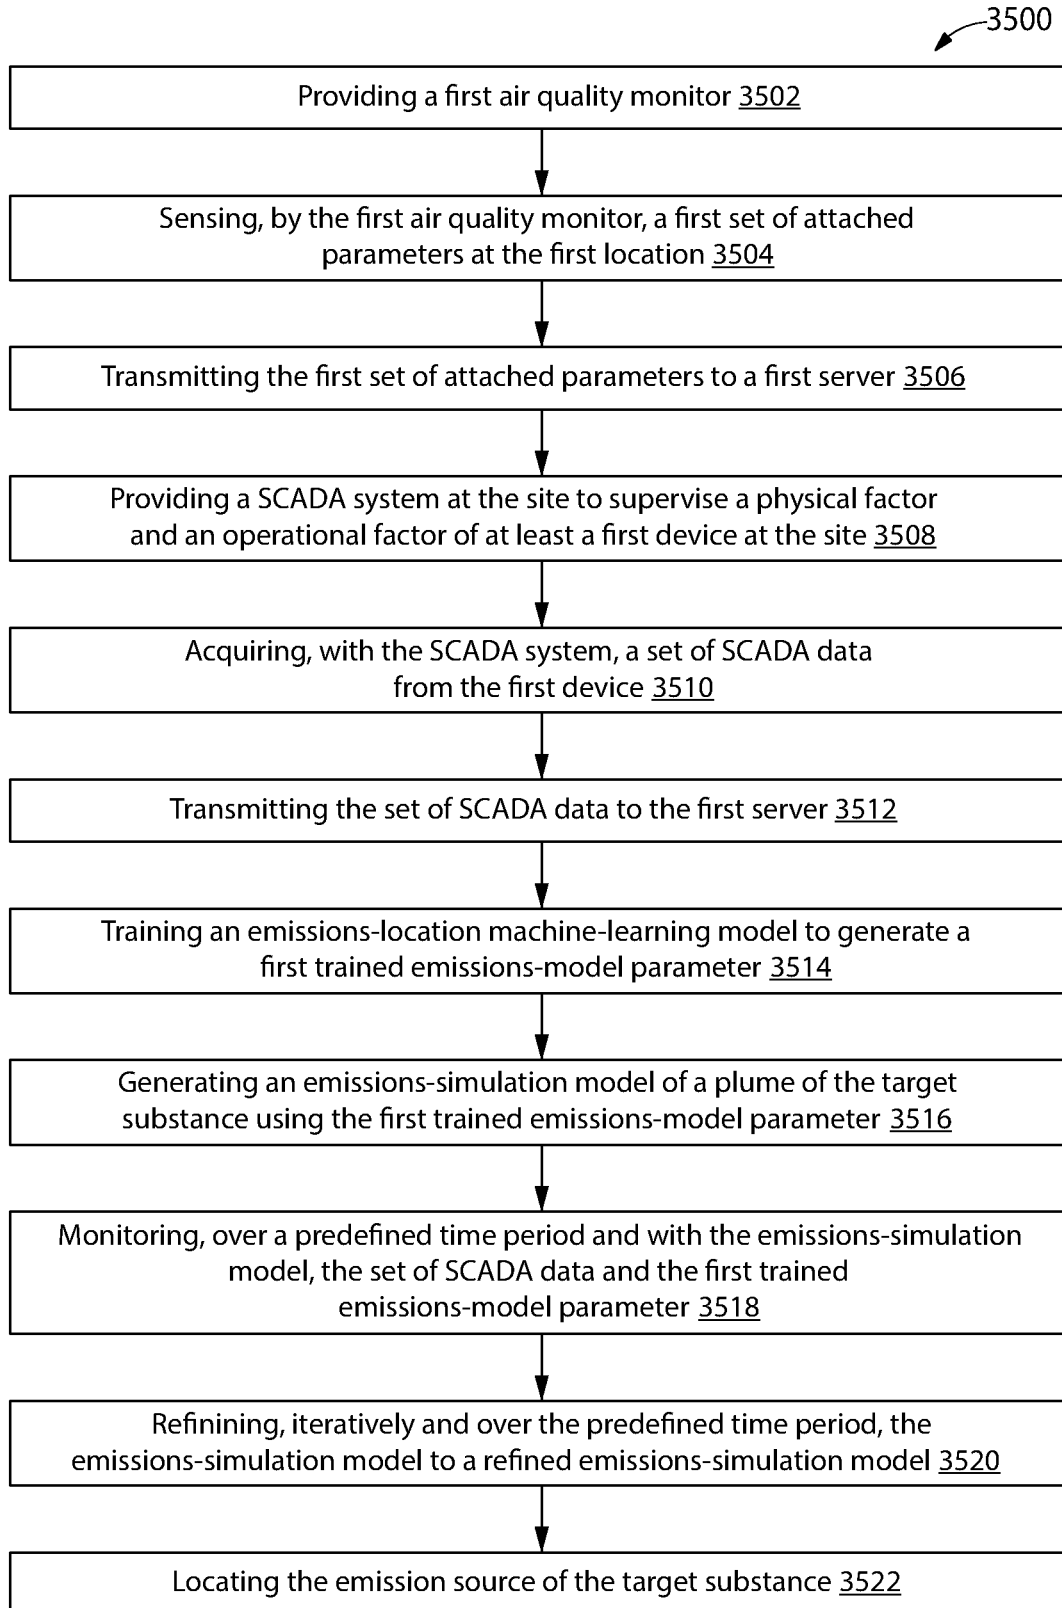 3500
Providing a first air quality monitor 3502
Sensing, by the first air quality monitor, a first set of attached
parameters at the first location 3504
Transmitting the first set of attached parameters to a first server 3506
Providing a SCADA system at the site to supervise a physical factor
and an operational factor of at least a first device at the site 3508
Acquiring, with the SCADA system, a set of SCADA data
from the first device 3510
Transmitting the set of SCADA data to the first server 3512
Training an emissions-location machine-learning model to generate a
first trained emissions-model parameter 3514
Generating an emissions-simulation model of a plume of the target
substance using the first trained emissions-model parameter 3516
Monitoring, over a predefined time period and with the emissions-simulation
model, the set of SCADA data and the first trained
emissions-model parameter 3518
Refinining, iteratively and over the predefined time period, the
emissions-simulation model to a refined emissions-simulation model 3520
Locating the emission source of the target substance 3522